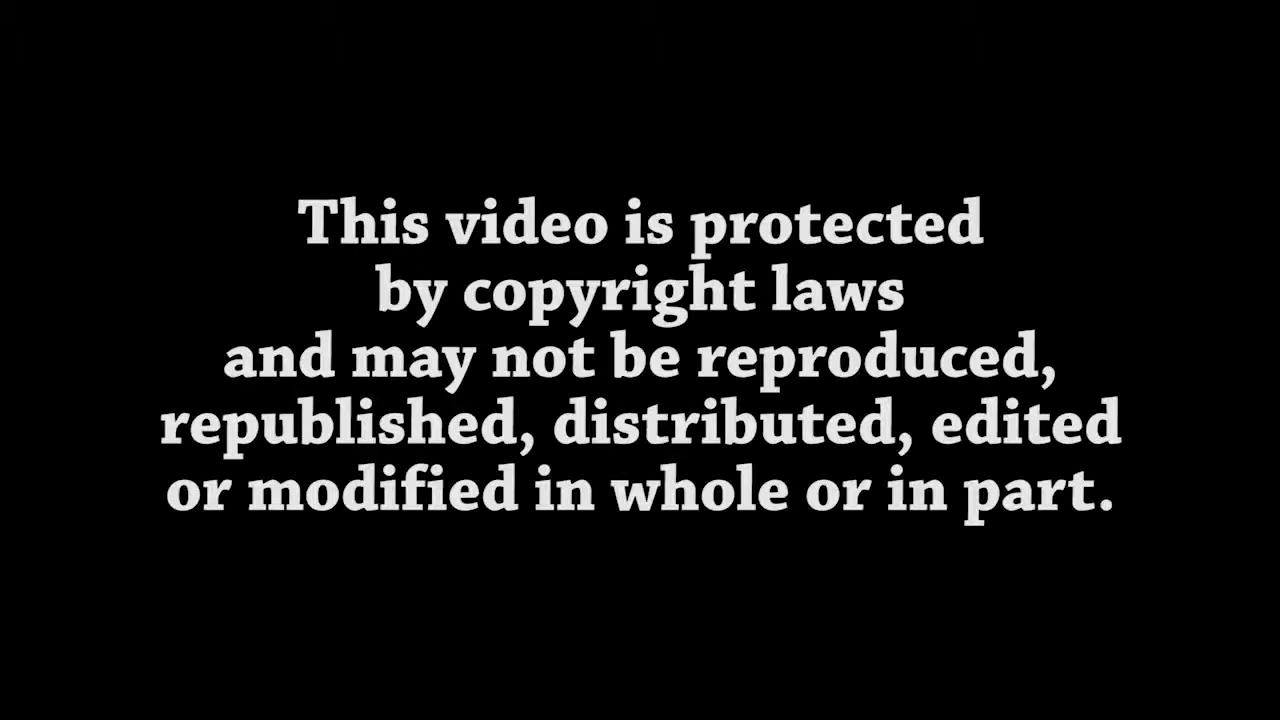 This video is protected
by copyright laws
and may not be reproduced,
republished, distributed, edited
or modified in whole or in part.